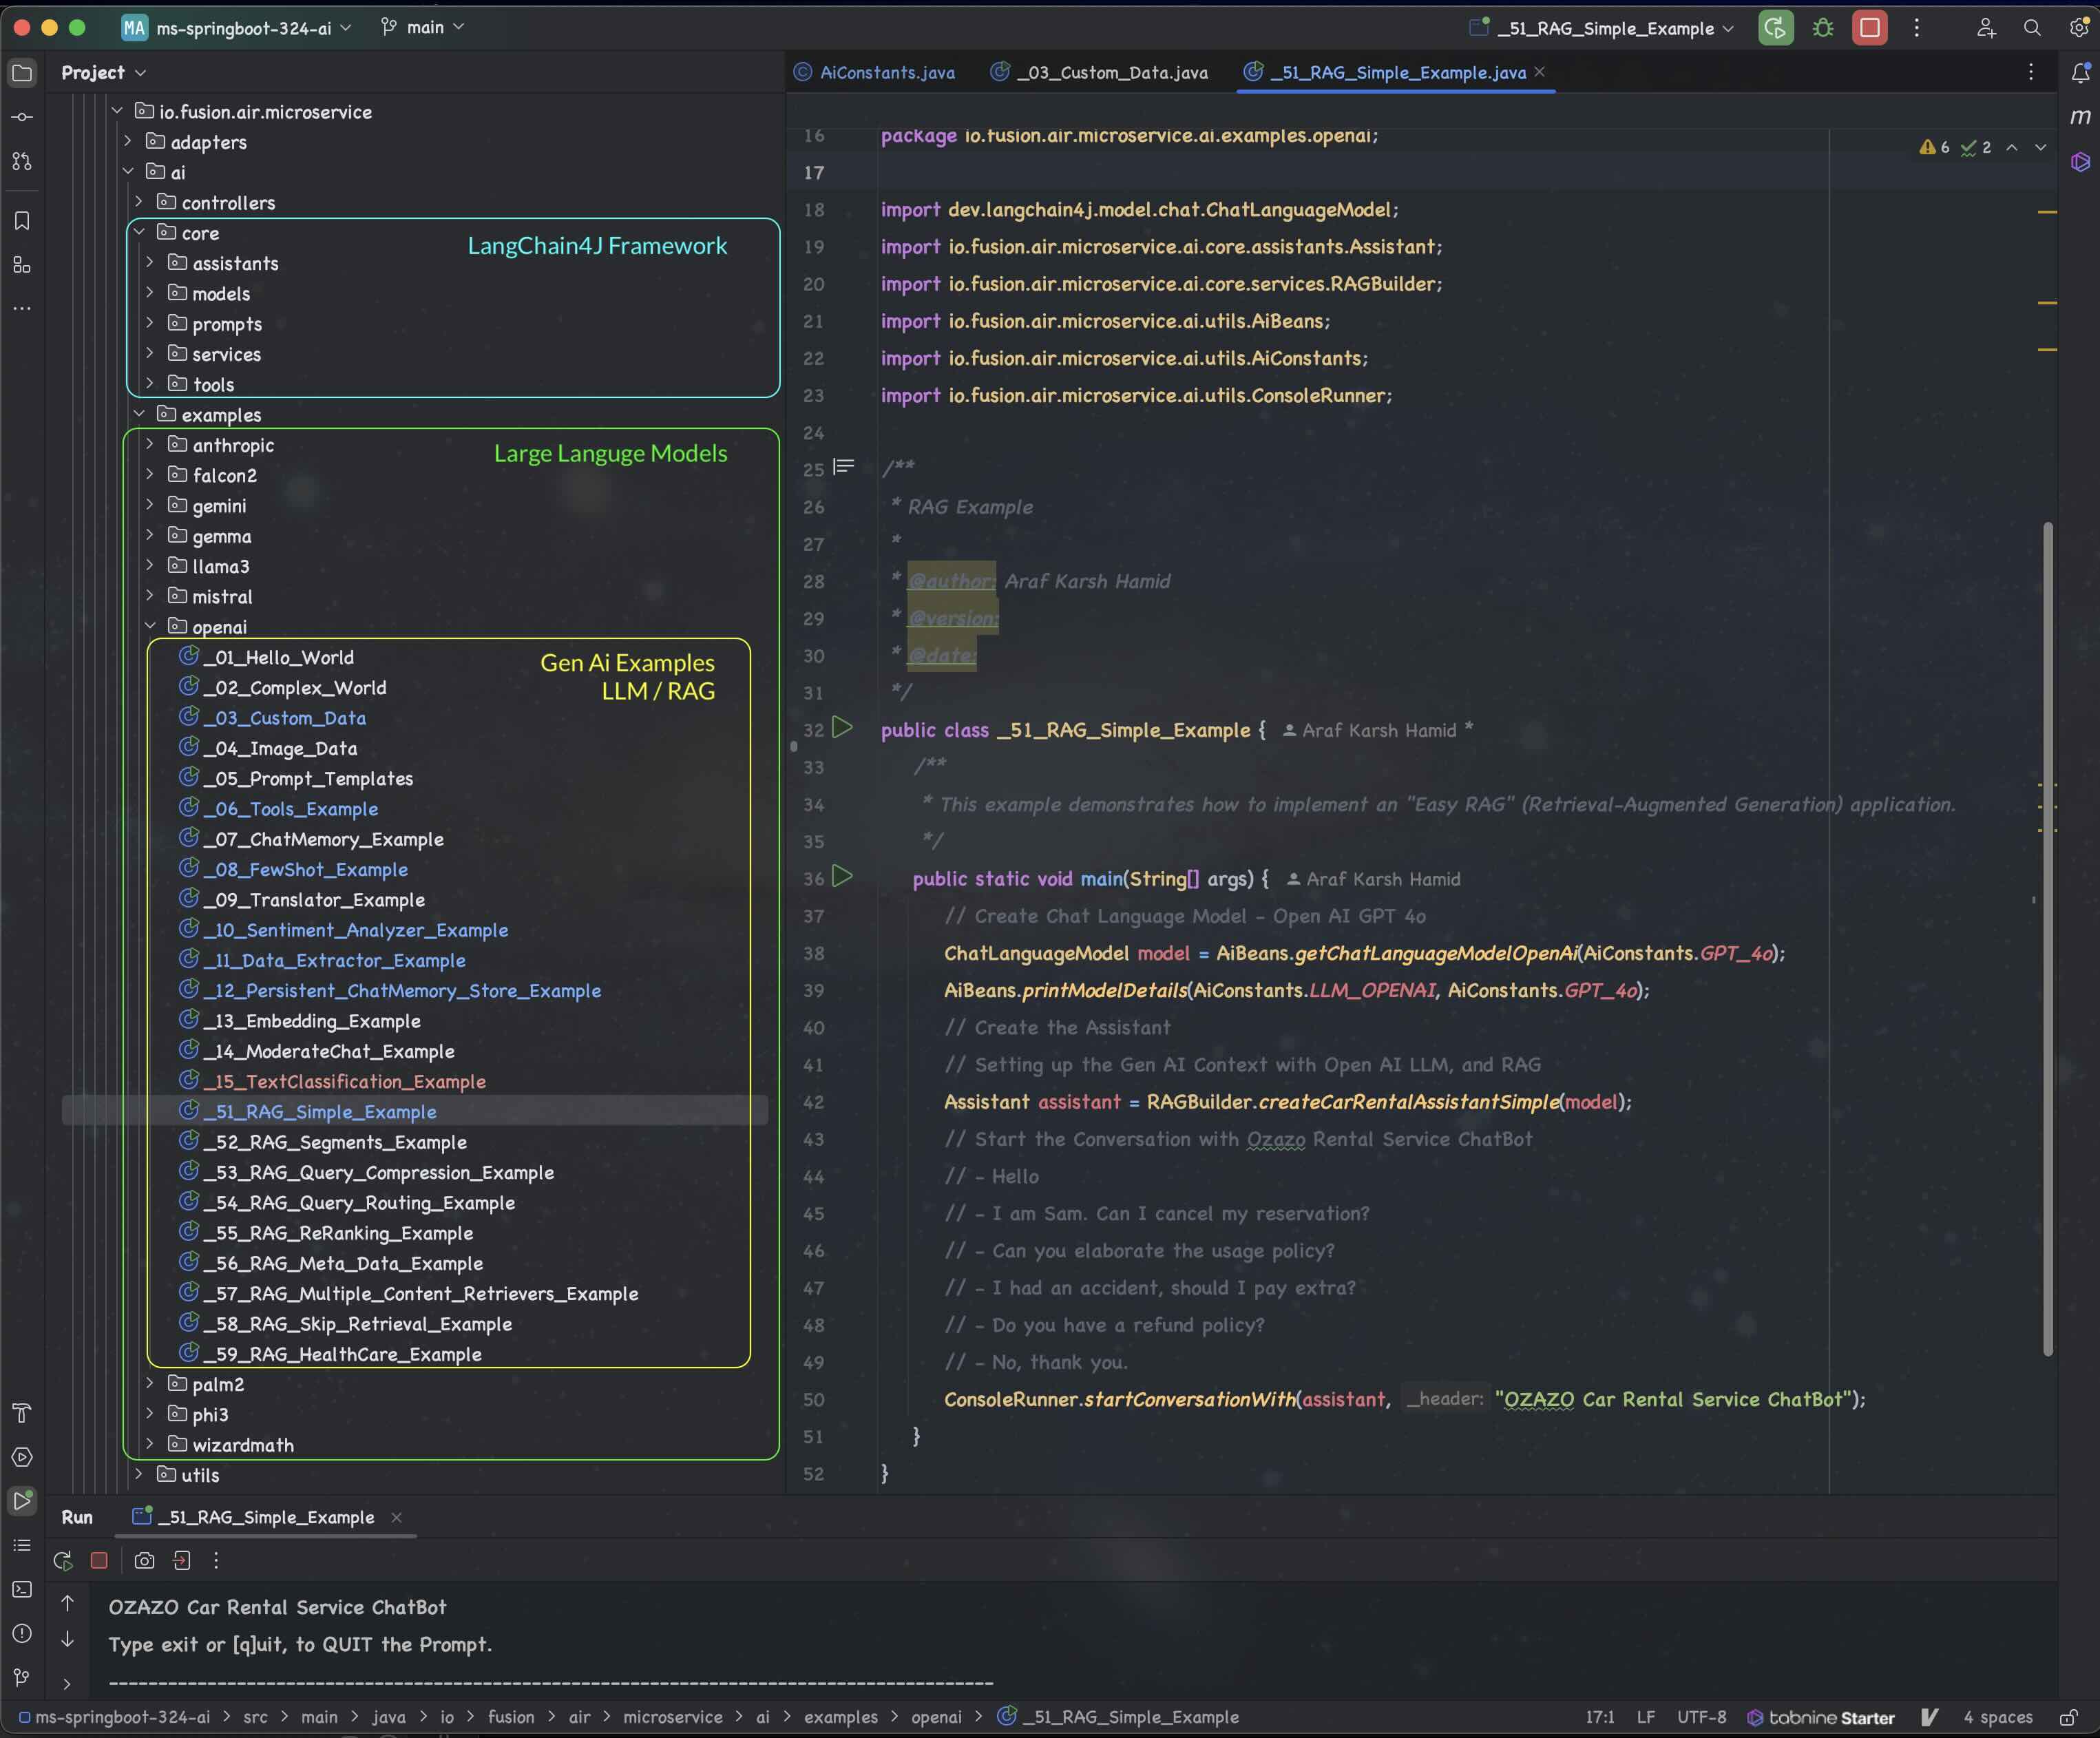 MA ms-springboot-324-ai main _51_RAG_Simple_Example
Project
AiConstants.java _03_Custom_Data.java _51_RAG_Simple_Example.java
io.fusion.air.microservice
adapters
ai
controllers
core
LangChain4J Framework
assistants
models
prompts
services
tools
examples
anthropic
Large Languge Models
falcon2
gemini
gemma
llama3
mistral
openai
_01_Hello_World
Gen Ai Examples
LLM / RAG
_02_Complex_World
_03_Custom_Data
_04_Image_Data
_05_Prompt_Templates
_06_Tools_Example
_07_ChatMemory_Example
_08_FewShot_Example
_09_Translator_Example
_10_Sentiment_Analyzer_Example
_11_Data_Extractor_Example
_12_Persistent_ChatMemory_Store_Example
_13_Embedding_Example
_14_ModerateChat_Example
_15_TextClassification_Example
_51_RAG_Simple_Example
_52_RAG_Segments_Example
_53_RAG_Query_Compression_Example
_54_RAG_Query_Routing_Example
_55_RAG_ReRanking_Example
_56_RAG_Meta_Data_Example
_57_RAG_Multiple_Content_Retrievers_Example
_58_RAG_Skip_Retrieval_Example
_59_RAG_HealthCare_Example
palm2
phi3
wizardmath
utils
6 2
16 package io.fusion.air.microservice.ai.examples.openai;
17
18 import dev.langchain4j.model.chat.ChatLanguageModel;
19 import io.fusion.air.microservice.ai.core.assistants.Assistant;
20 import io.fusion.air.microservice.ai.core.services.RAGBuilder;
21 import io.fusion.air.microservice.ai.utils.AiBeans;
22 import io.fusion.air.microservice.ai.utils.AiConstants;
23 import io.fusion.air.microservice.ai.utils.ConsoleRunner;
24
25 /**
26 * RAG Example
27 *
28 * @author: Araf Karsh Hamid
29 * @version:
30 * @date:
31 */
32 public class _51_RAG_Simple_Example { Araf Karsh Hamid *
33 /**
34 * This example demonstrates how to implement an "Easy RAG" (Retrieval-Augmented Generation) application.
35 */
36 public static void main(String[] args) { Araf Karsh Hamid
37 // Create Chat Language Model - Open AI GPT 4o
38 ChatLanguageModel model = AiBeans.getChatLanguageModelOpenAi(AiConstants.GPT_4o);
39 AiBeans.printModelDetails(AiConstants.LLM_OPENAI, AiConstants.GPT_4o);
40 // Create the Assistant
41 // Setting up the Gen AI Context with Open AI LLM, and RAG
42 Assistant assistant = RAGBuilder.createCarRentalAssistantSimple(model);
43 // Start the Conversation with Ozazo Rental Service ChatBot
44 // - Hello
45 // - I am Sam. Can I cancel my reservation?
46 // - Can you elaborate the usage policy?
47 // - I had an accident, should I pay extra?
48 // - Do you have a refund policy?
49 // - No, thank you.
50 ConsoleRunner.startConversationWith(assistant, _header: "OZAZO Car Rental Service ChatBot");
51 }
52 }
Run _51_RAG_Simple_Example
OZAZO Car Rental Service ChatBot
Type exit or [q]uit, to QUIT the Prompt.
ms-springboot-324-ai > src > main > java > io > fusion > air > microservice > ai > examples > openai > _51_RAG_Simple_Example 17:1 LF UTF-8 tabnine Starter 4 spaces